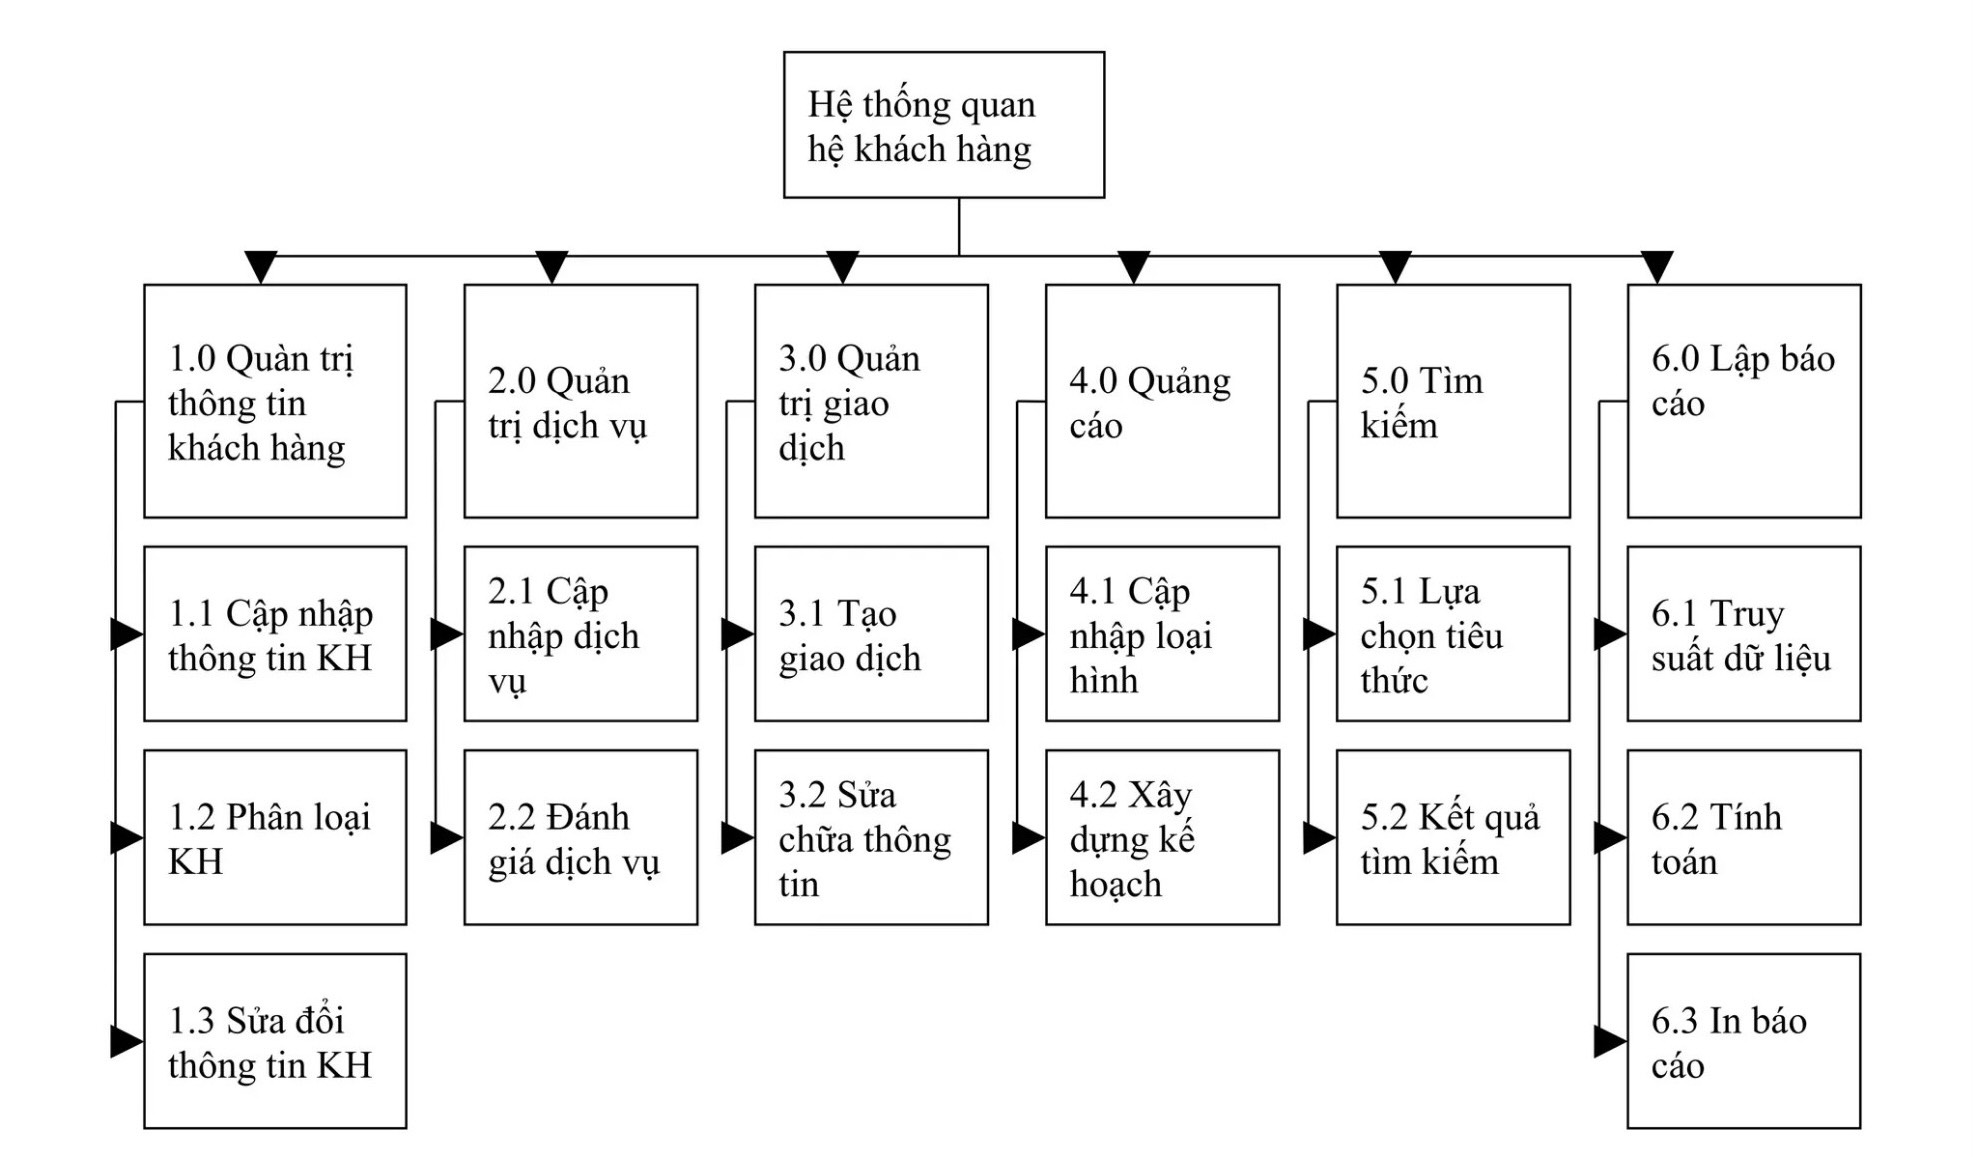 Hệ thống quan
hệ khách hàng
1.0 Quàn trị
thông tin
khách hàng
2.0 Quản
trị dịch vụ
3.0 Quản
trị giao
dịch
4.0 Quảng
cáo
5.0 Tìm
kiếm
6.0 Lập báo
cáo
1.1 Cập nhập
thông tin KH
2.1 Cập
nhập dịch
vụ
3.1 Tạo
giao dịch
4.1 Cập
nhập loại
hình
5.1 Lựa
chọn tiêu
thức
6.1 Truy
suất dữ liệu
1.2 Phân loại
KH
2.2 Đánh
giá dịch vụ
3.2 Sửa
chữa thông
tin
4.2 Xây
dựng kế
hoạch
5.2 Kết quả
tìm kiếm
6.2 Tính
toán
1.3 Sửa đổi
thông tin KH
6.3 In báo
cáo